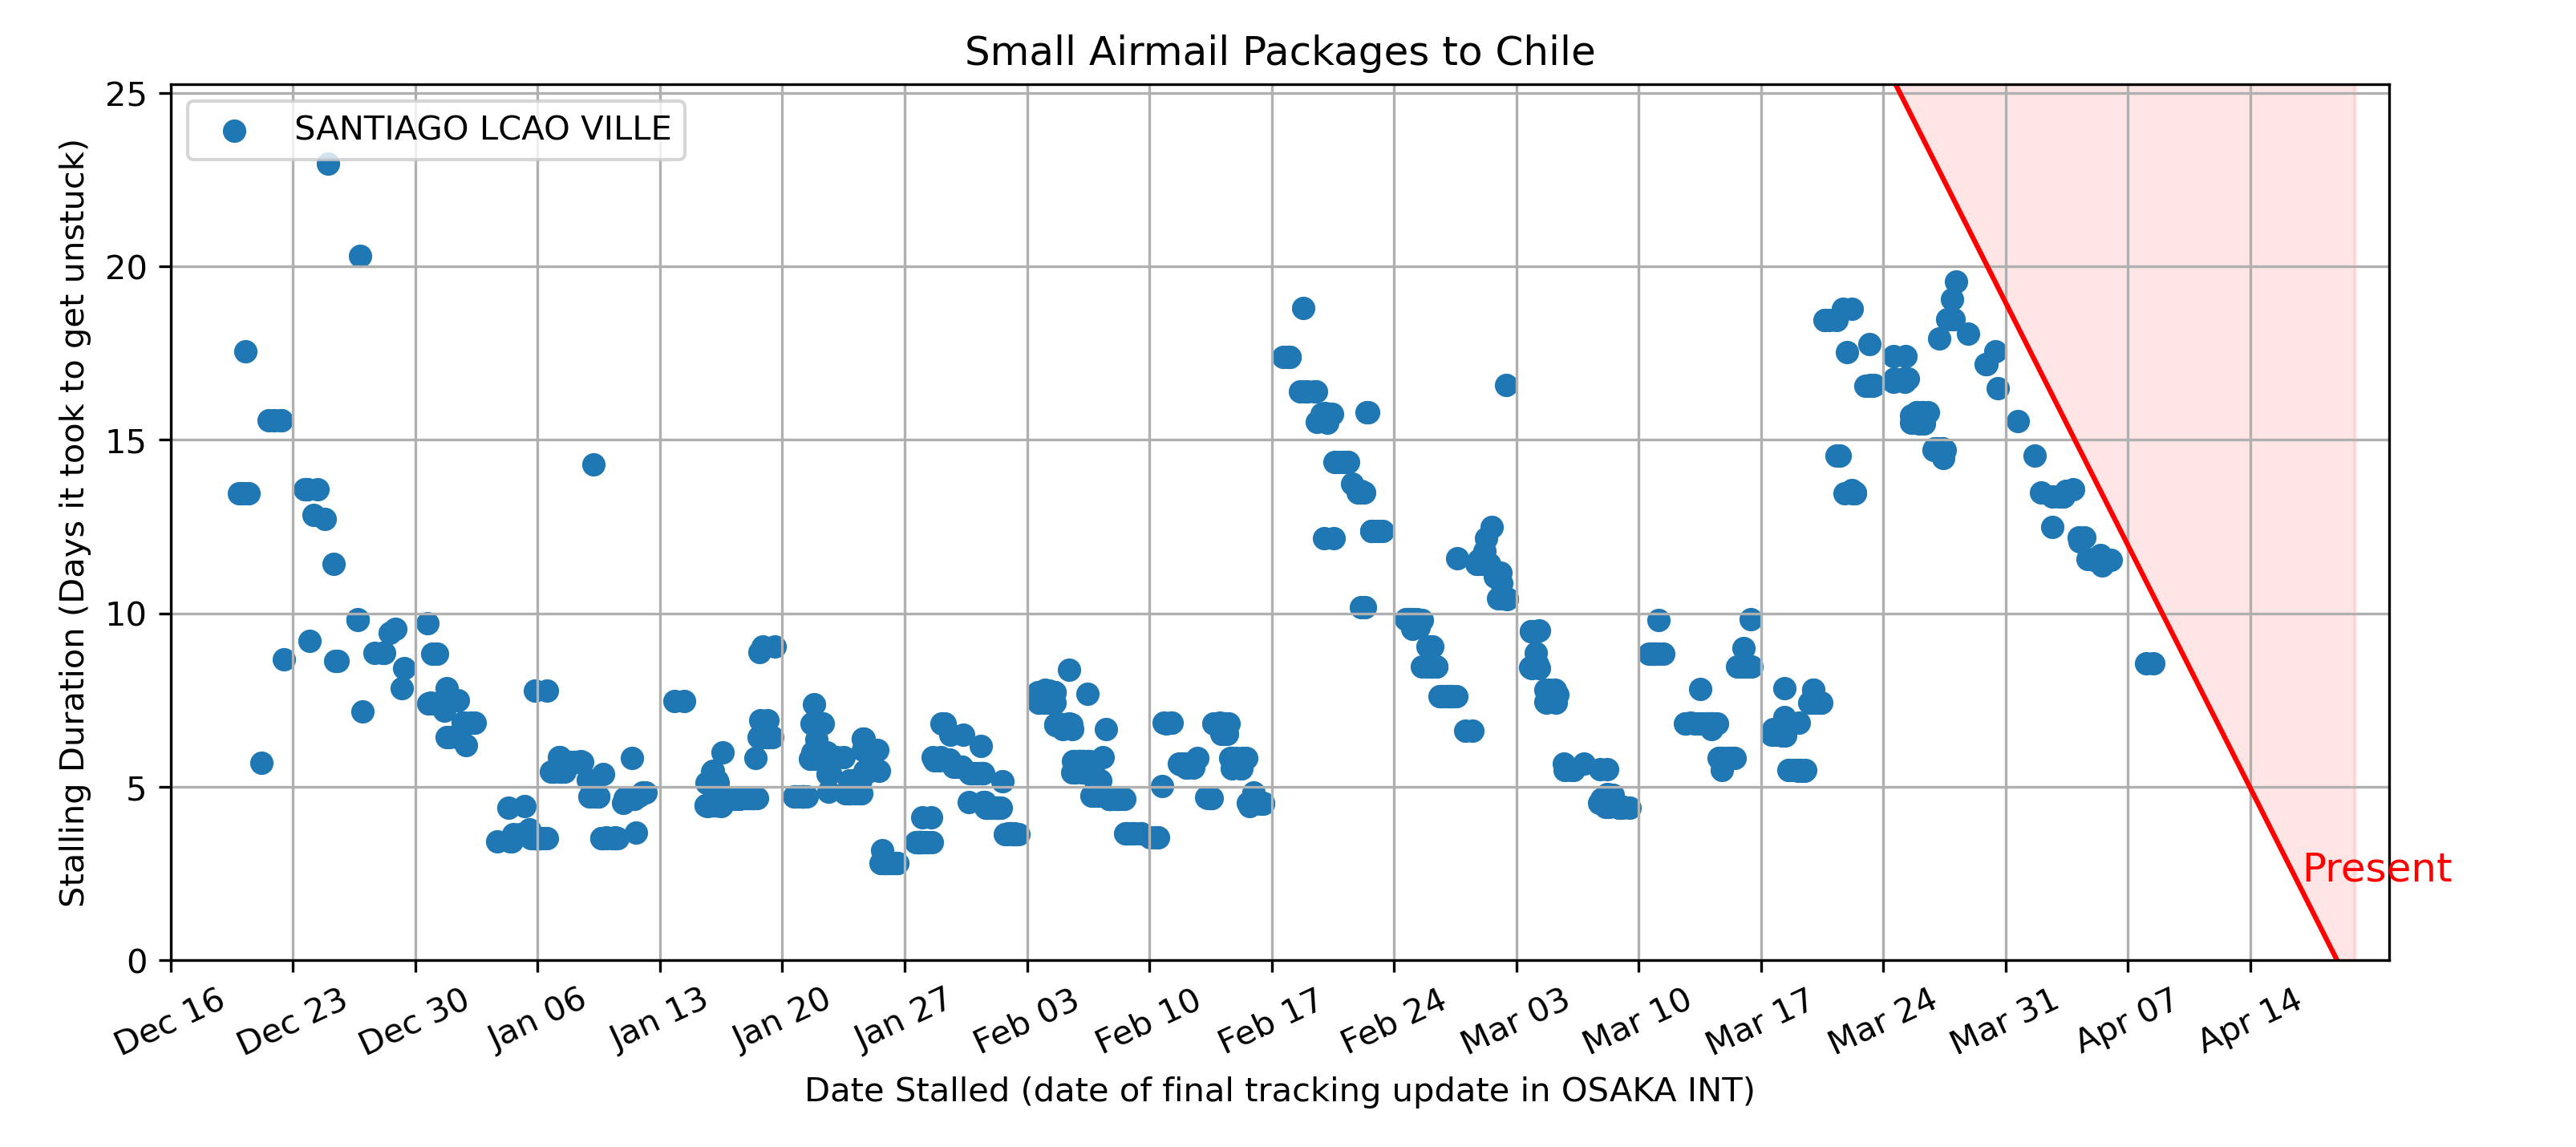 Small Airmail Packages to Chile
SANTIAGO LCAO VILLE
Stalling Duration (Days it took to get unstuck)
25
20
15
10
5
0
Present
Dec 16
Dec 23
Dec 30
Jan 06
Jan 13
Jan 20
Jan 27
Feb 03
Feb 10
Feb 17
Feb 24
Mar 03
Mar 10
Mar 17
Mar 24
Mar 31
Apr 07
Apr 14
Date Stalled (date of final tracking update in OSAKA INT)